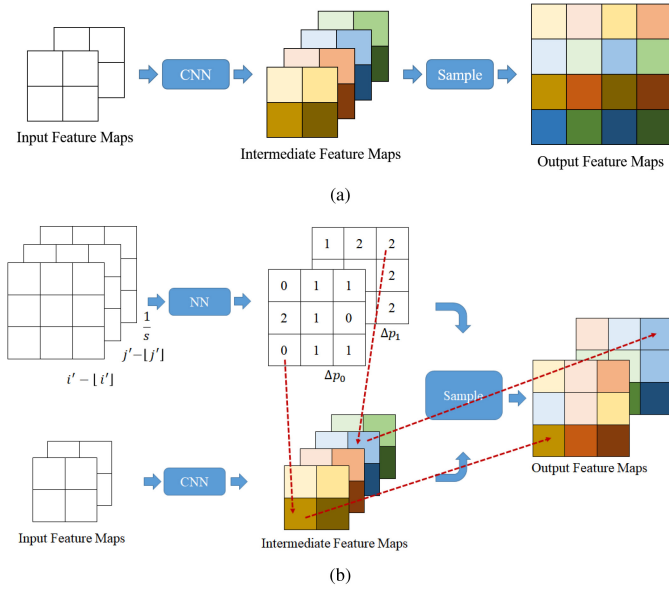 CNN
Sample
Input Feature Maps
Intermediate Feature Maps
Output Feature Maps
(a)
1 2 2
2
2
Δp₁
0 1 1
2 1 0
0 1 1
Δp₀
NN
1/s
j′−⌊j′⌋
i′ − ⌊i′⌋
Sample
CNN
Input Feature Maps
Intermediate Feature Maps
Output Feature Maps
(b)